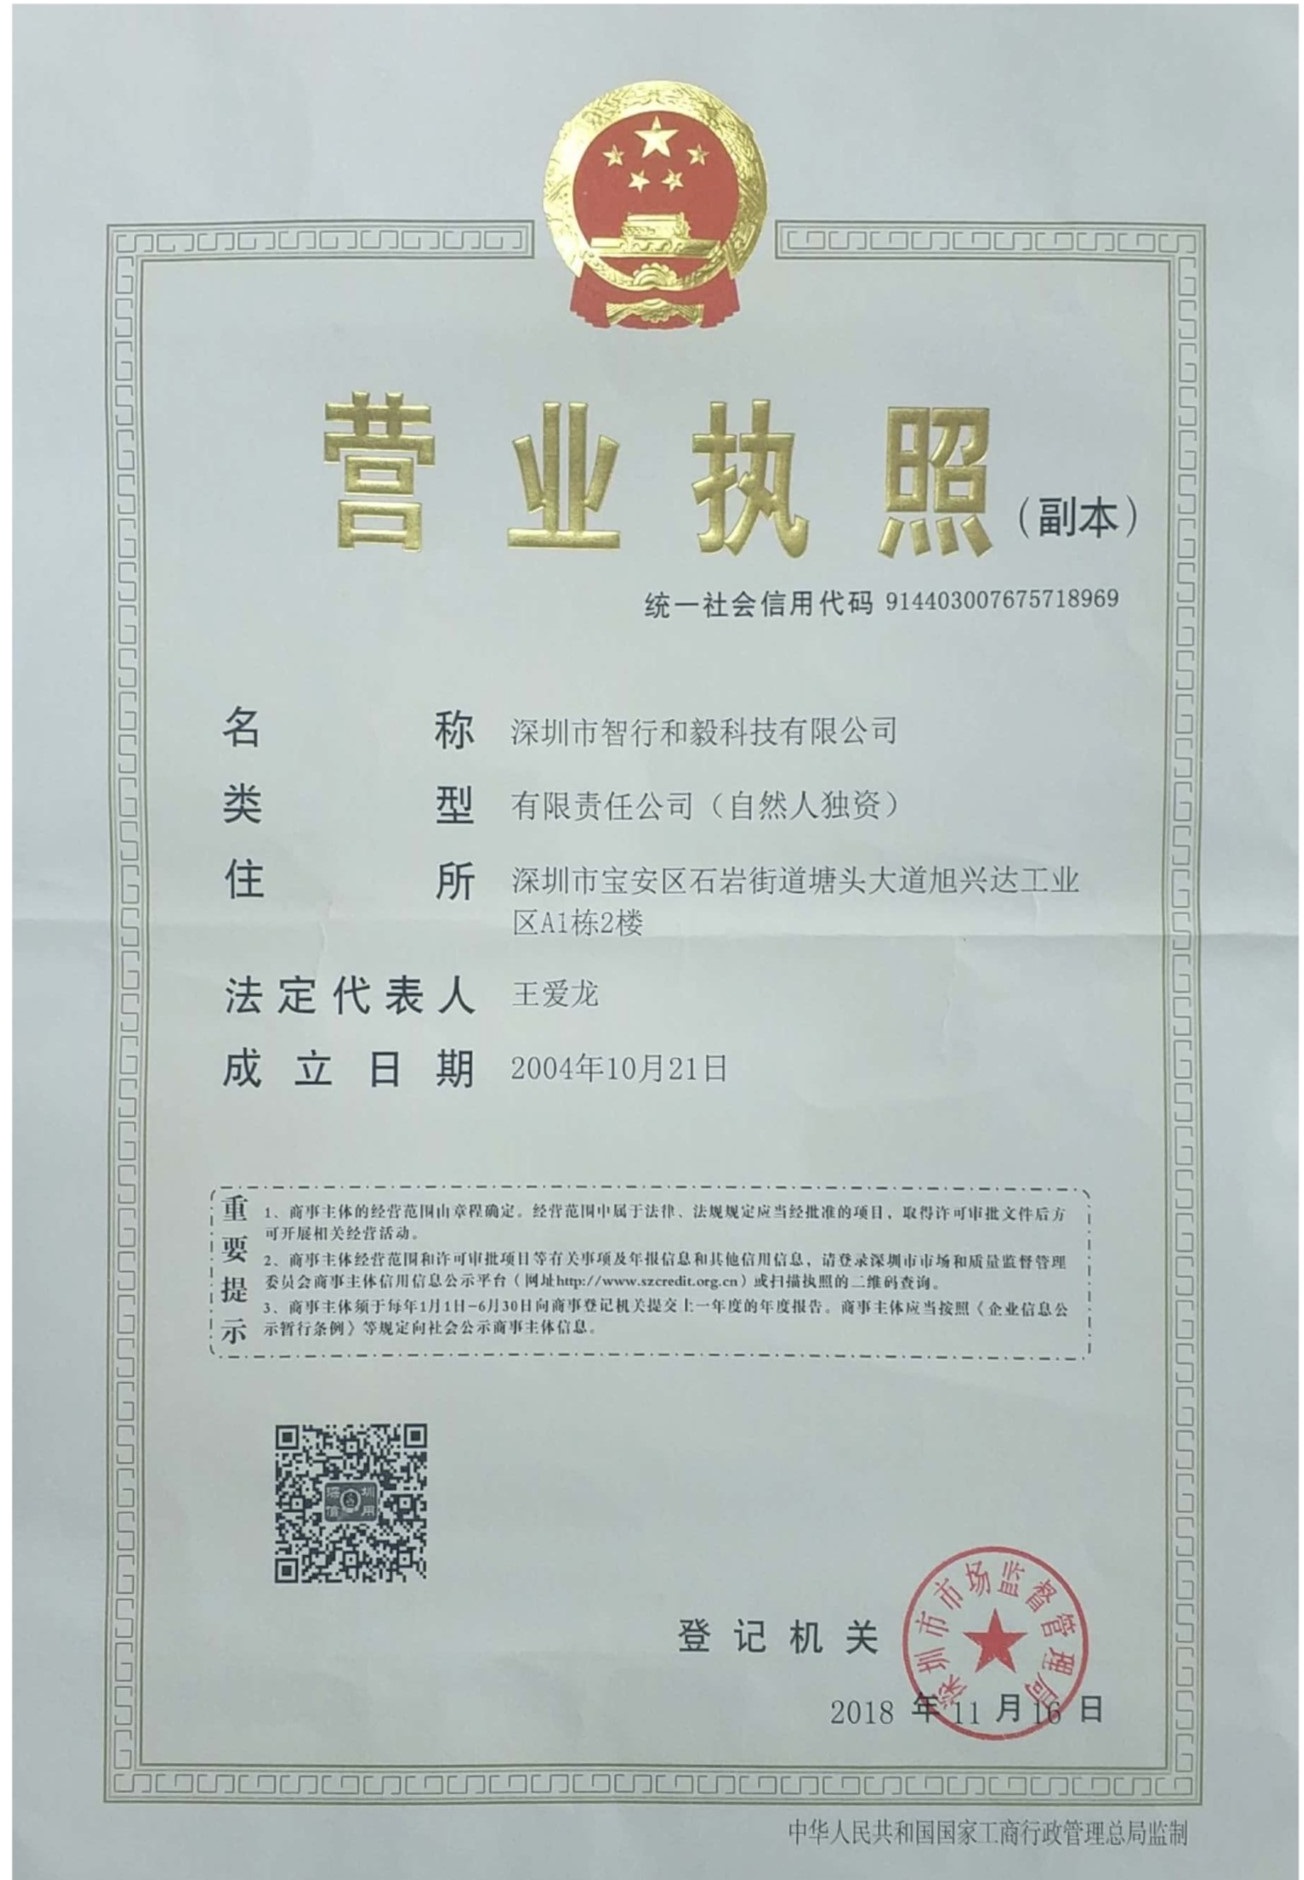 营业执照（副本）
统一社会信用代码 914403007675718969
名称 深圳市智行和毅科技有限公司
类型 有限责任公司（自然人独资）
住所 深圳市宝安区石岩街道塘头大道旭兴达工业
区A1栋2楼
法定代表人 王爱龙
成立日期 2004年10月21日
重要提示
1、商事主体的经营范围由章程确定。经营范围中属于法律、法规规定应当经批准的项目，取得许可审批文件后方
可开展相关经营活动。
2、商事主体经营范围和许可审批项目等有关事项及年报信息和其他信用信息，请登录深圳市市场和质量监督管理
委员会商事主体信用信息公示平台（网址http://www.szcredit.org.cn）或扫描执照的二维码查询。
3、商事主体须于每年1月1日-6月30日向商事登记机关提交上一年度的年度报告。商事主体应当按照《企业信息公
示暂行条例》等规定向社会公示商事主体信息。
深圳
信用
登记机关
深圳市市场监督管理局
2018 年 11 月 16 日
中华人民共和国国家工商行政管理总局监制